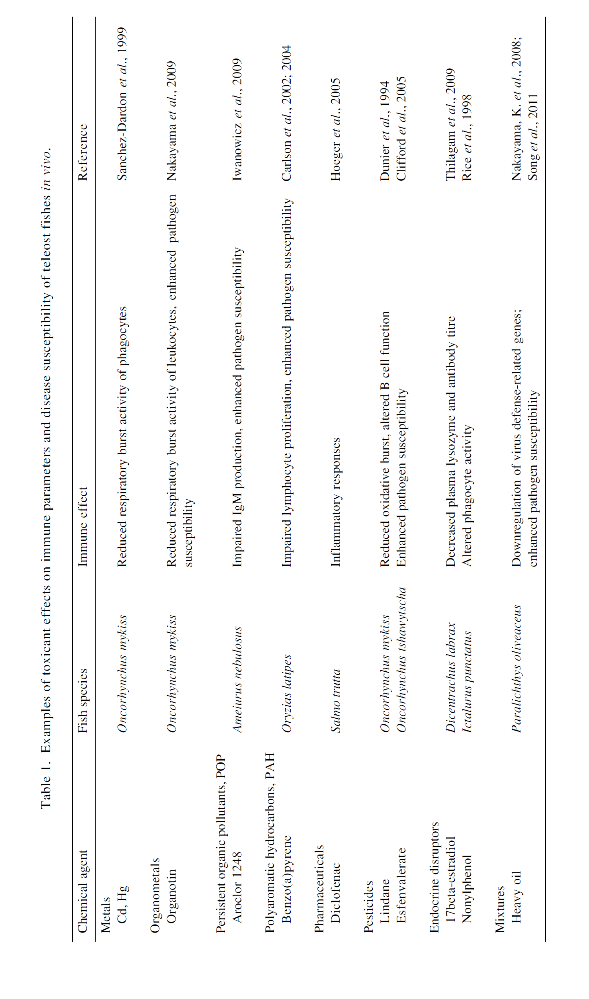 Table 1. Examples of toxicant effects on immune parameters and disease susceptibility of teleost fishes in vivo.
Chemical agent Fish species Immune effect Reference
Metals
Cd, Hg Oncorhynchus mykiss Reduced respiratory burst activity of phagocytes Sanchez-Dardon et al., 1999
Organometals
Organotin Oncorhynchus mykiss Reduced respiratory burst activity of leukocytes, enhanced pathogen Nakayama et al., 2009
susceptibility
Persistent organic pollutants, POP
Aroclor 1248 Ameiurus nebulosus Impaired IgM production, enhanced pathogen susceptibility Iwanowicz et al., 2009
Polyaromatic hydrocarbons, PAH
Benzo(a)pyrene Oryzias latipes Impaired lymphocyte proliferation, enhanced pathogen susceptibility Carlson et al., 2002; 2004
Pharmaceuticals
Diclofenac Salmo trutta Inflammatory responses Hoeger et al., 2005
Pesticides
Lindane Oncorhynchus mykiss Reduced oxidative burst, altered B cell function Dunier et al., 1994
Esfenvalerate Oncorhynchus tshawytscha Enhanced pathogen susceptibility Clifford et al., 2005
Endocrine disruptors
17beta-estradiol Dicentrachus labrax Decreased plasma lysozyme and antibody titre Thilagam et al., 2009
Nonylphenol Ictalurus punctatus Altered phagocyte activity Rice et al., 1998
Mixtures
Heavy oil Paralichthys oliveaceus Downregulation of virus defense-related genes; Nakayama, K. et al., 2008;
enhanced pathogen susceptibility Song et al., 2011